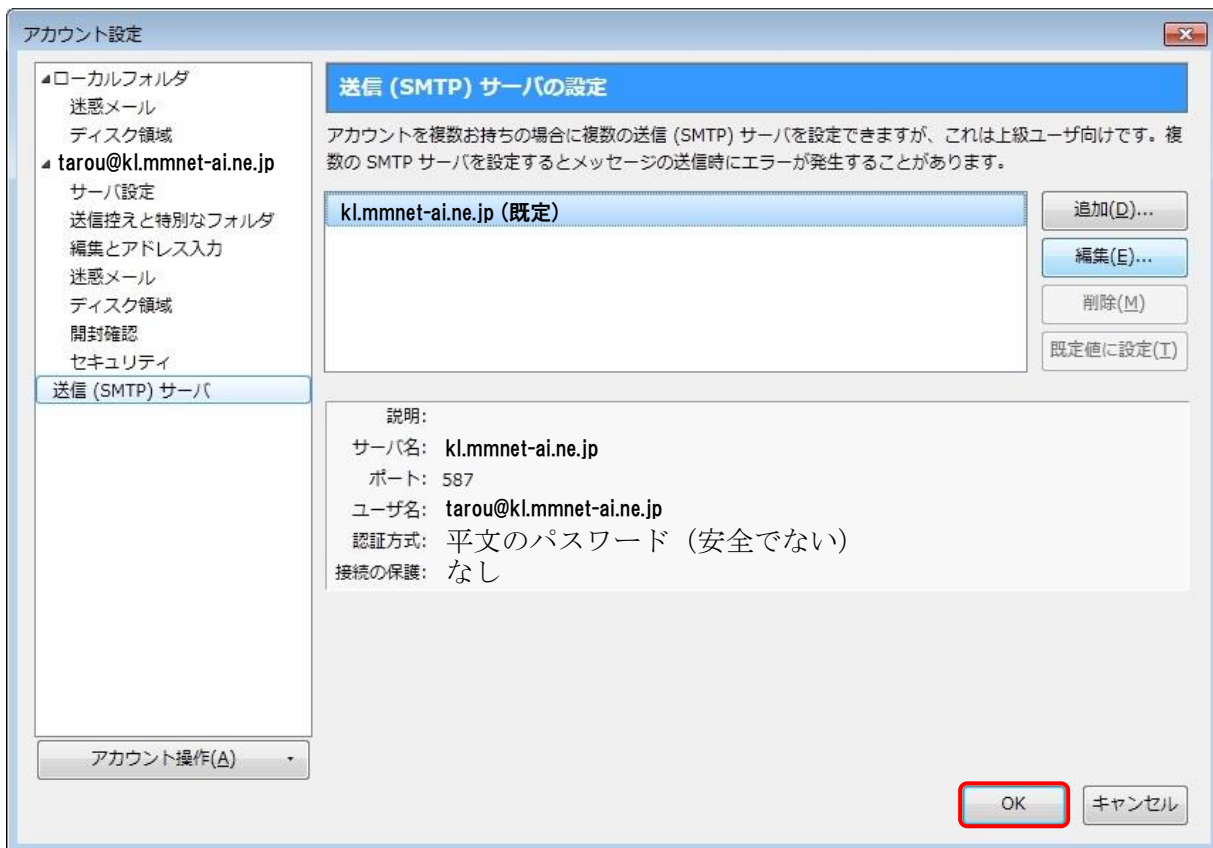 アカウント設定
ローカルフォルダ
迷惑メール
ディスク領域
tarou@kl.mmnet-ai.ne.jp
サーバ設定
送信控えと特別なフォルダ
編集とアドレス入力
迷惑メール
ディスク領域
開封確認
セキュリティ
送信 (SMTP) サーバ
アカウント操作(A)
送信 (SMTP) サーバの設定
アカウントを複数お持ちの場合に複数の送信 (SMTP) サーバを設定できますが、これは上級ユーザ向けです。複
数の SMTP サーバを設定するとメッセージの送信時にエラーが発生することがあります。
kl.mmnet-ai.ne.jp (既定)
追加(D)...
編集(E)...
削除(M)
既定値に設定(T)
説明:
サーバ名: kl.mmnet-ai.ne.jp
ポート: 587
ユーザ名: tarou@kl.mmnet-ai.ne.jp
認証方式: 平文のパスワード（安全でない）
接続の保護: なし
OK
キャンセル